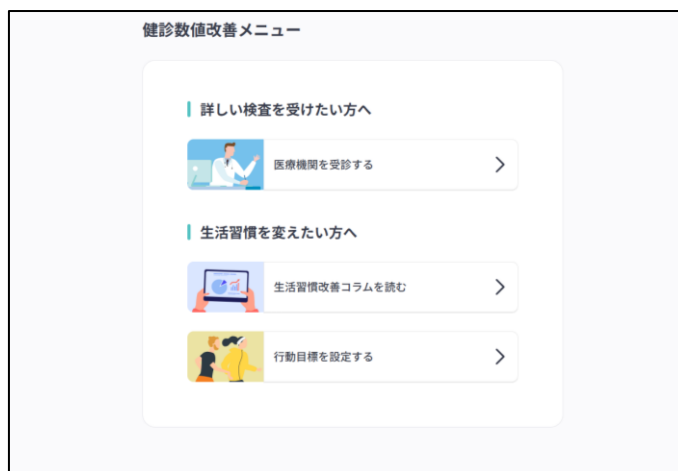 健診数値改善メニュー
詳しい検査を受けたい方へ
医療機関を受診する
生活習慣を変えたい方へ
生活習慣改善コラムを読む
行動目標を設定する